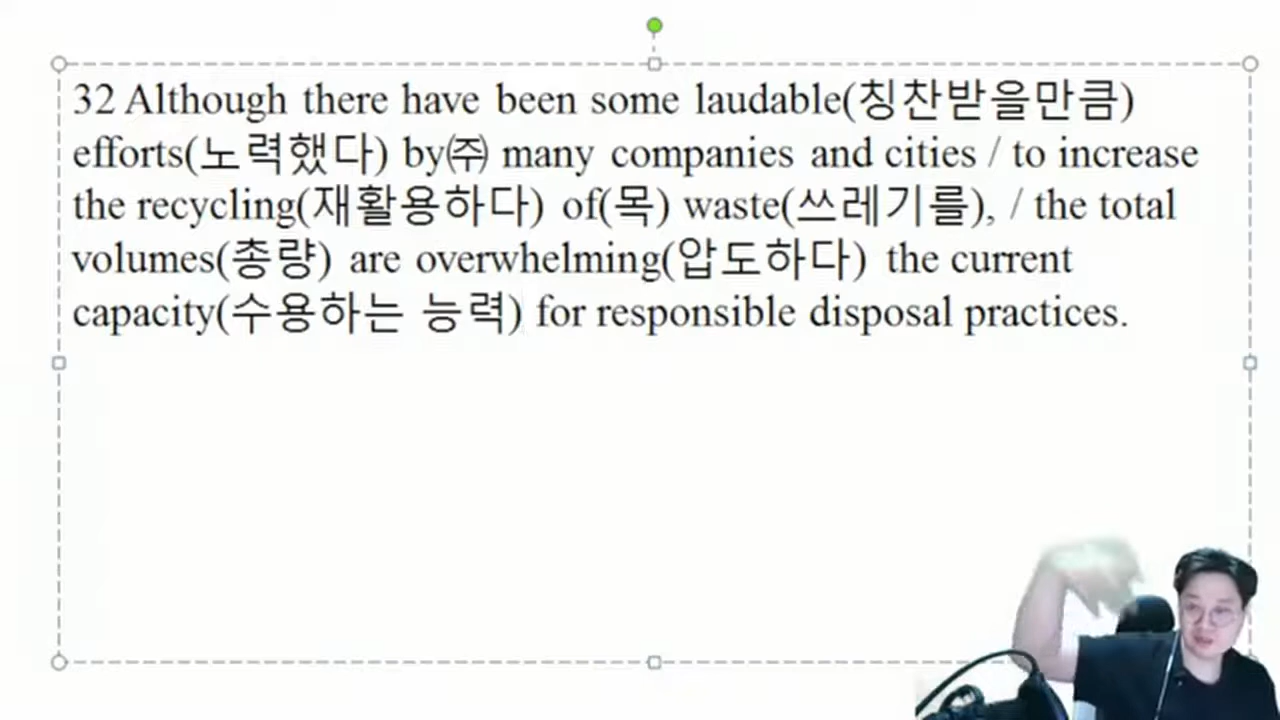 32 Although there have been some laudable(칭찬받을만큼)
efforts(노력했다) by㈜ many companies and cities / to increase
the recycling(재활용하다) of(목) waste(쓰레기를), / the total
volumes(총량) are overwhelming(압도하다) the current
capacity(수용하는 능력) for responsible disposal practices.